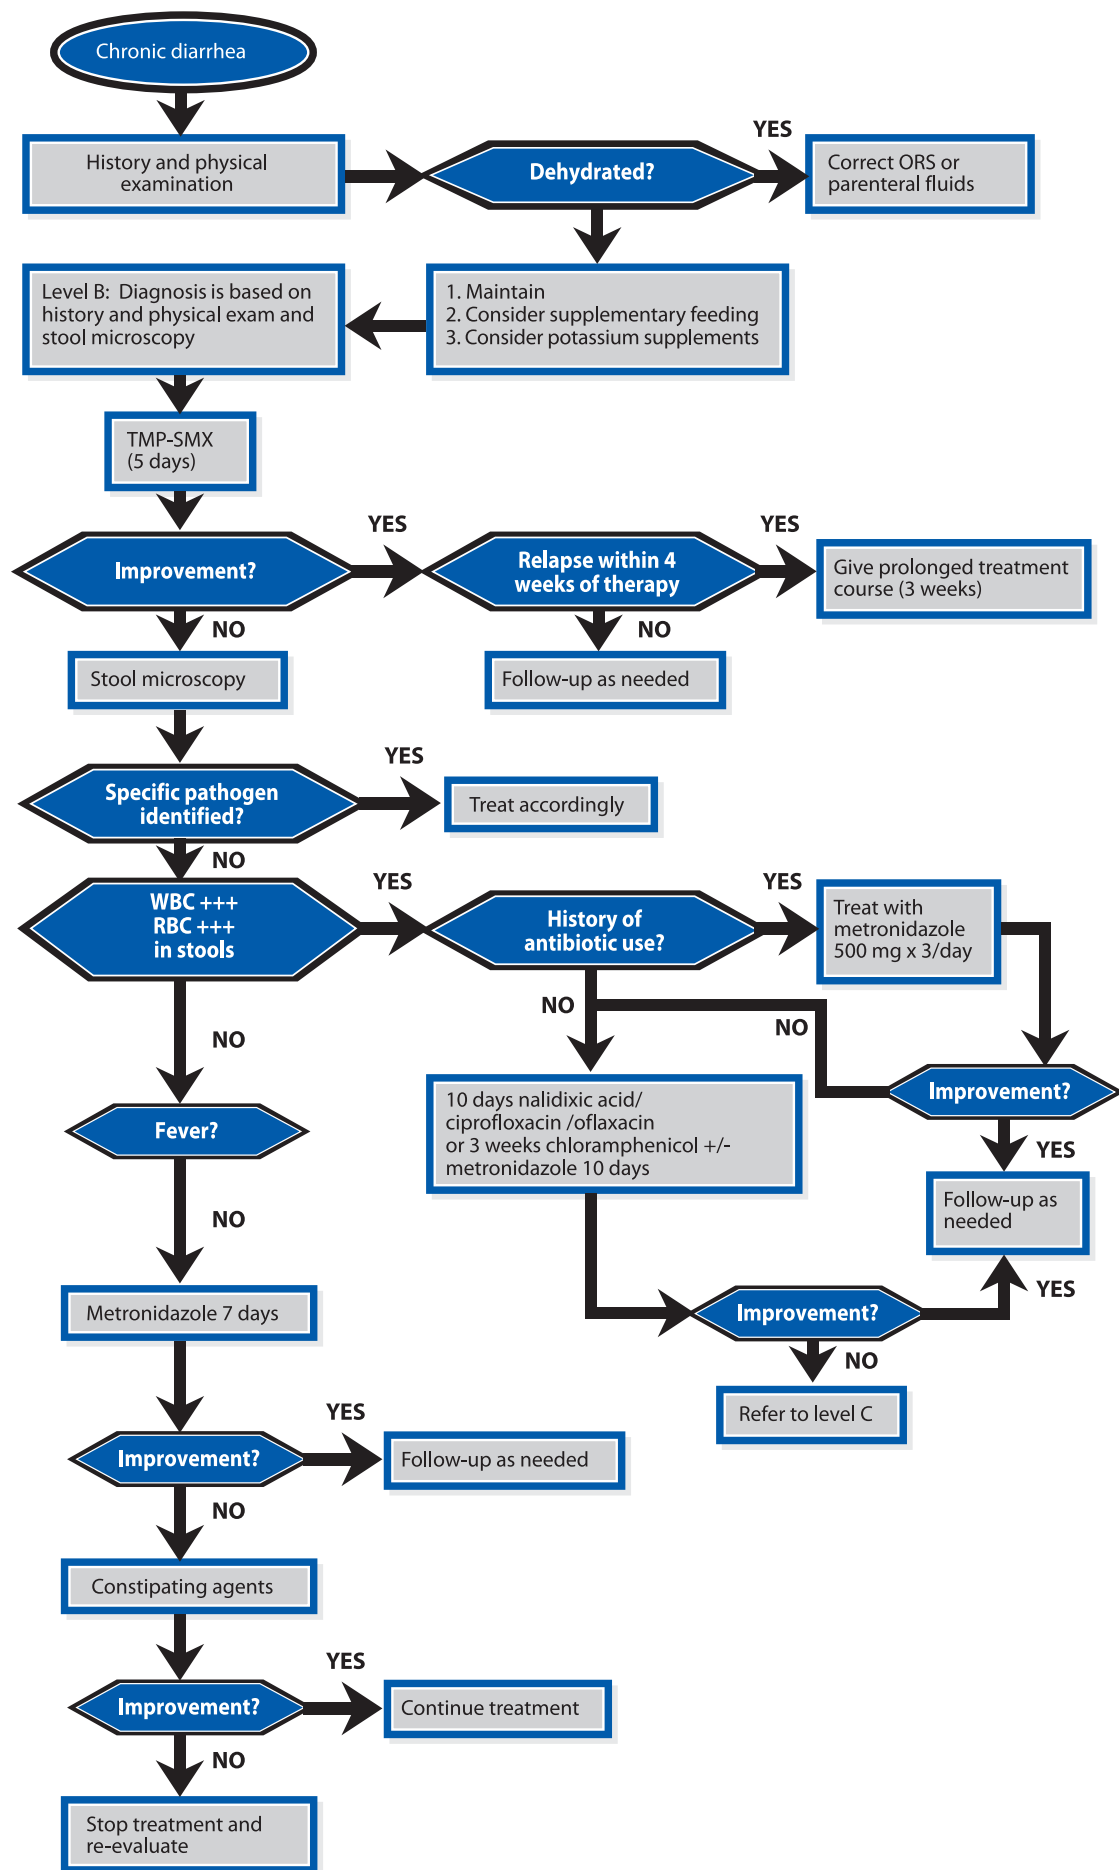 Chronic diarrhea
History and physical
examination
Dehydrated?
YES
Correct ORS or
parenteral fluids
1. Maintain
2. Consider supplementary feeding
3. Consider potassium supplements
Level B: Diagnosis is based on
history and physical exam and
stool microscopy
TMP-SMX
(5 days)
Improvement?
YES
Relapse within 4
weeks of therapy
YES
Give prolonged treatment
course (3 weeks)
NO
NO
Stool microscopy
Follow-up as needed
Specific pathogen
identified?
YES
Treat accordingly
NO
WBC +++
RBC +++
in stools
YES
History of
antibiotic use?
YES
Treat with
metronidazole
500 mg x 3/day
NO
NO
NO
Improvement?
10 days nalidixic acid/
ciprofloxacin /oflaxacin
or 3 weeks chloramphenicol +/-
metronidazole 10 days
YES
Follow-up as
needed
Fever?
NO
Metronidazole 7 days
Improvement?
YES
NO
Refer to level C
Improvement?
YES
Follow-up as needed
NO
Constipating agents
Improvement?
YES
Continue treatment
NO
Stop treatment and
re-evaluate